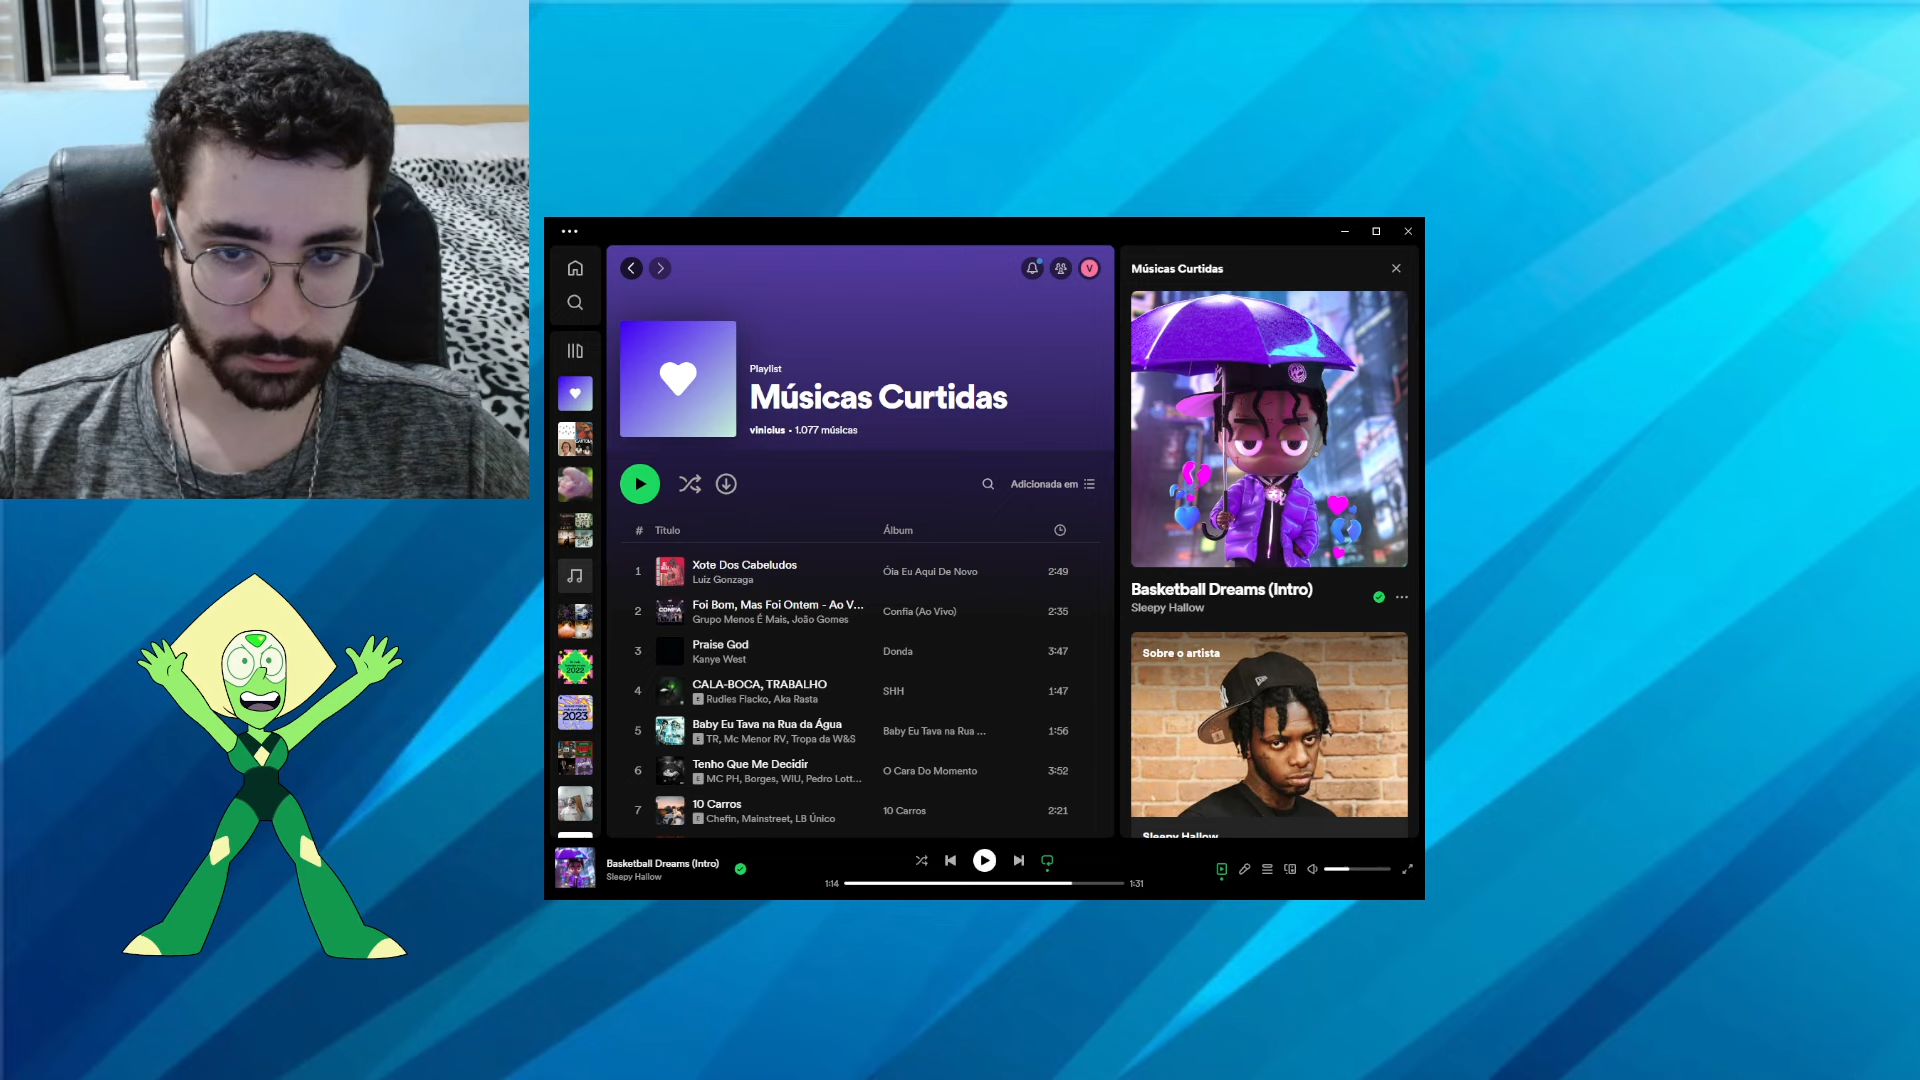 V
Músicas Curtidas
Playlist
Músicas Curtidas
vinicius • 1.077 músicas
Adicionada em
# Título Álbum
1 Xote Dos Cabeludos Óia Eu Aqui De Novo 2:49
Luiz Gonzaga
2 Foi Bom, Mas Foi Ontem - Ao V... Confia (Ao Vivo) 2:35
Grupo Menos É Mais, João Gomes
3 Praise God Donda 3:47
Kanye West
4 CALA-BOCA, TRABALHO SHH 1:47
E Rudies Flacko, Aka Rasta
5 Baby Eu Tava na Rua da Água Baby Eu Tava na Rua ... 1:56
E TR, Mc Menor RV, Tropa da W&S
6 Tenho Que Me Decidir O Cara Do Momento 3:52
E MC PH, Borges, WIU, Pedro Lott...
7 10 Carros 10 Carros 2:21
E Chefin, Mainstreet, LB Único
CONFIA
2022
2023
Basketball Dreams (Intro)
Sleepy Hallow
Sobre o artista
Sleepy Hallow
Basketball Dreams (Intro)
Sleepy Hallow
1:14
1:31